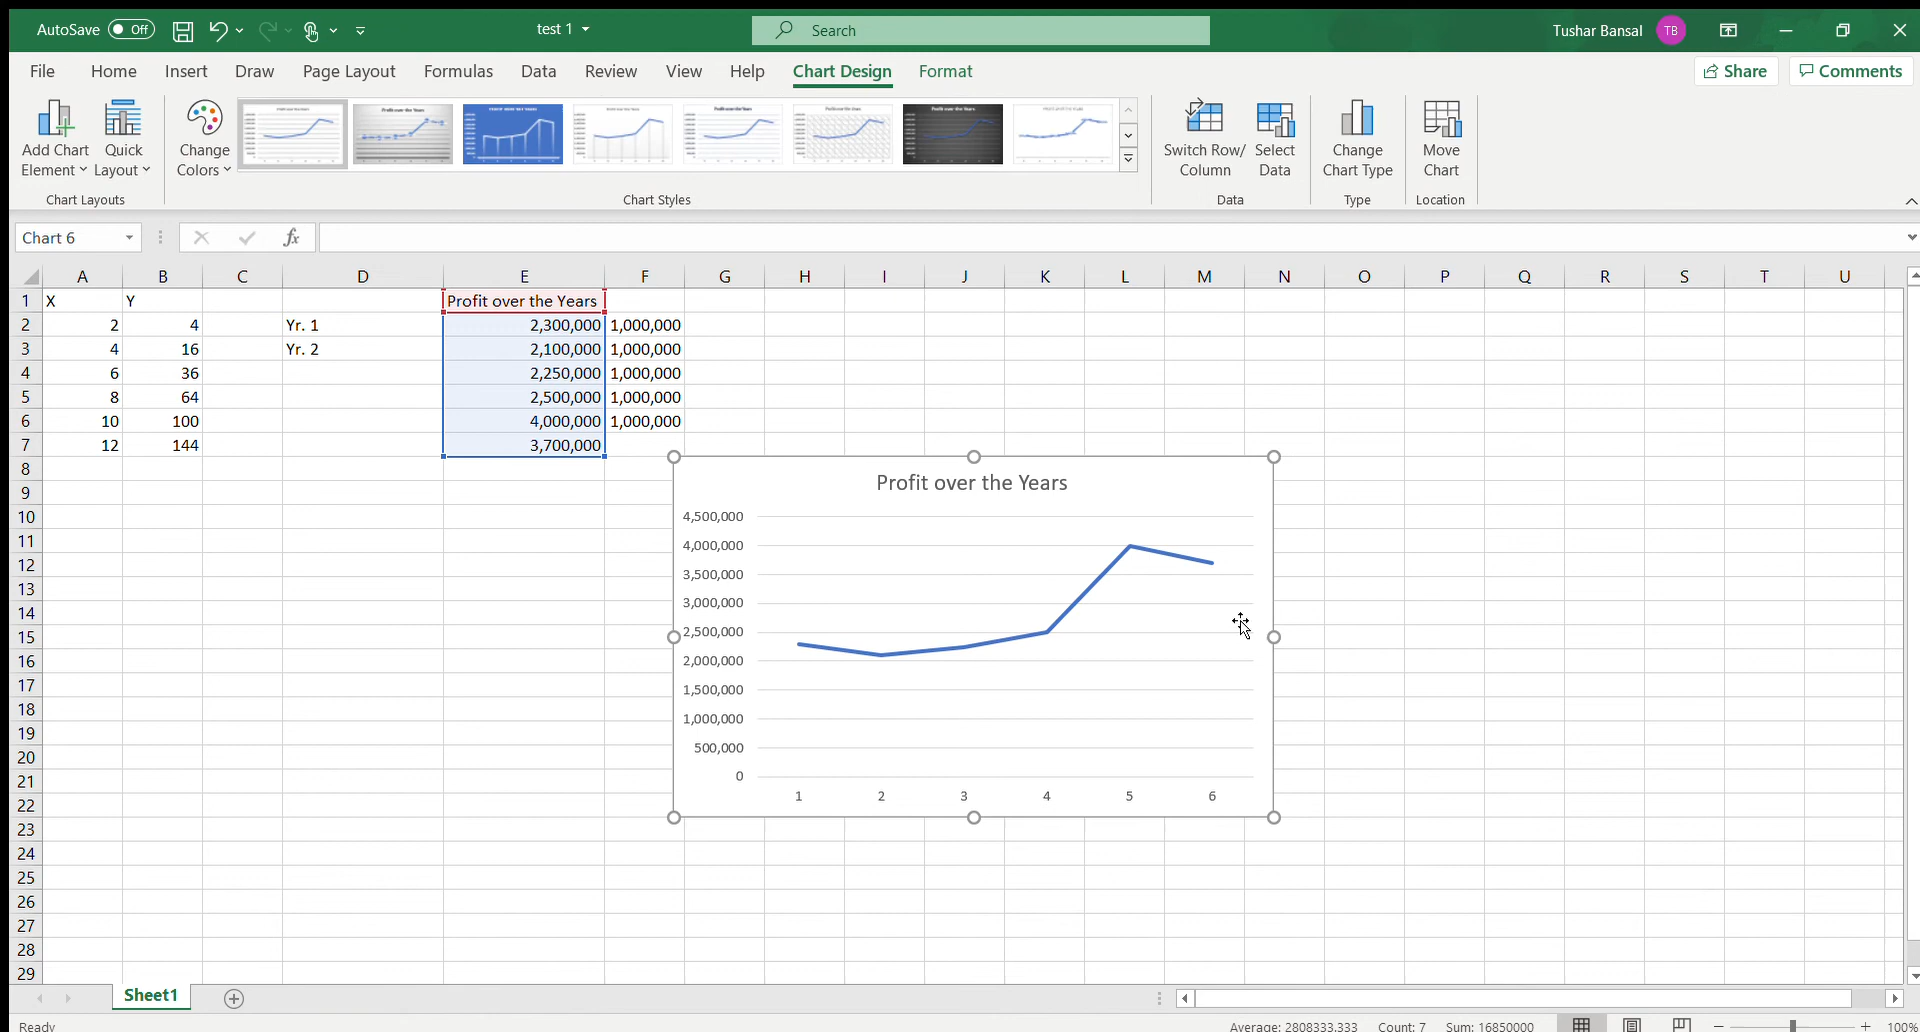 AutoSave Off test 1 Search Tushar Bansal TB
File Home Insert Draw Page Layout Formulas Data Review View Help Chart Design Format Share Comments
Add Chart Element
Quick Layout
Change Colors
Switch Row/ Column
Select Data
Change Chart Type
Move Chart
Chart Layouts Chart Styles Data Type Location
Chart 6 fx
A B C D E F G H I J K L M N O P Q R S T U
1 X Y Profit over the Years
2 2 4 Yr. 1 2,300,000 1,000,000
3 4 16 Yr. 2 2,100,000 1,000,000
4 6 36 2,250,000 1,000,000
5 8 64 2,500,000 1,000,000
6 10 100 4,000,000 1,000,000
7 12 144 3,700,000
8
9
10
11
12
13
14
15
16
17
18
19
20
21
22
23
24
25
26
27
28
29
Profit over the Years
4,500,000
4,000,000
3,500,000
3,000,000
2,500,000
2,000,000
1,500,000
1,000,000
500,000
0
1 2 3 4 5 6
Sheet1
Ready Average: 2808333.333 Count: 7 Sum: 16850000 100%